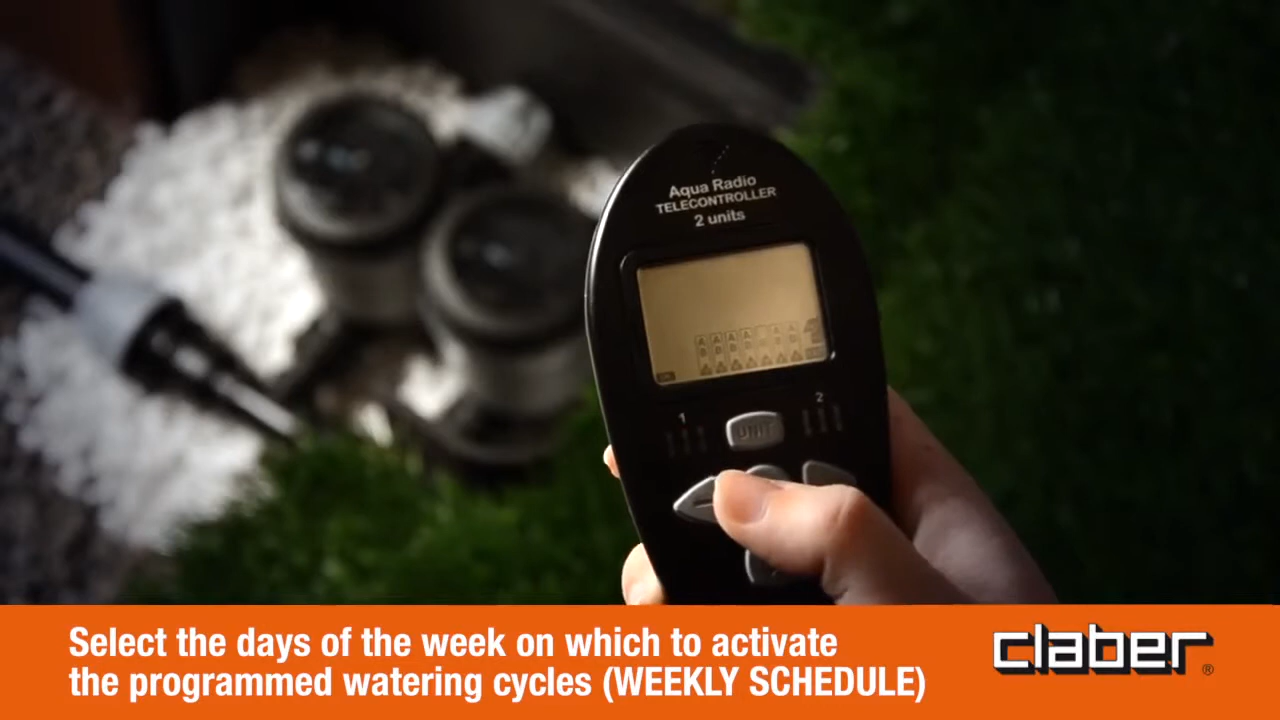 Aqua Radio
TELECONTROLLER
2 units
A A A A A A
B B B B B B B
1
2
UNIT
Select the days of the week on which to activate
the programmed watering cycles (WEEKLY SCHEDULE)
claber®